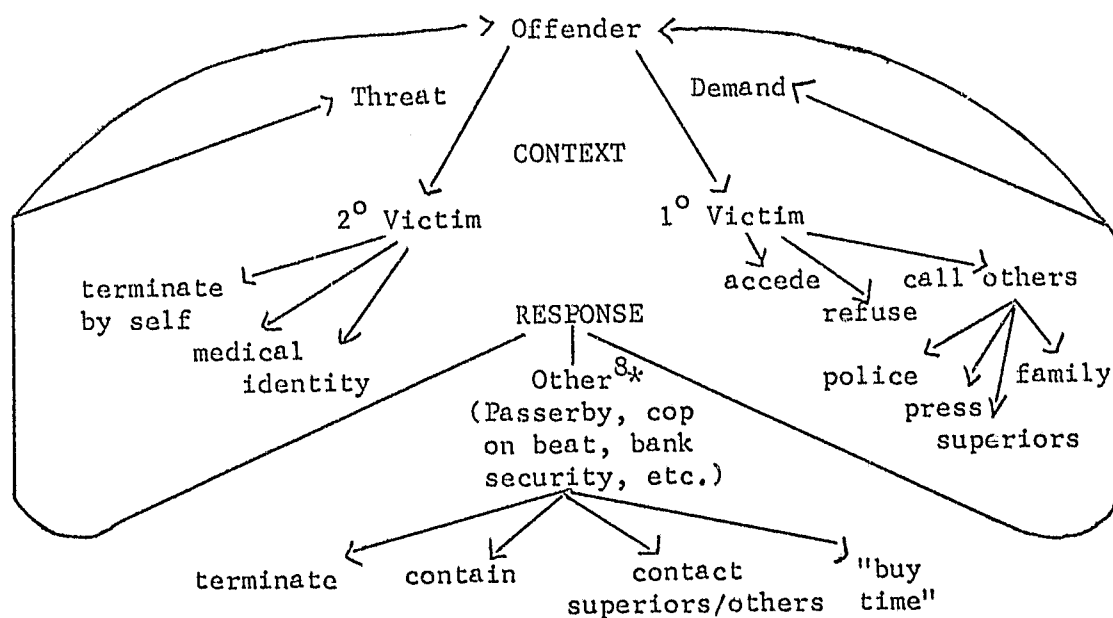 Offender
Threat
Demand
CONTEXT
2° Victim
1° Victim
terminate
by self
medical
identity
accede
refuse
call others
police
press
superiors
family
RESPONSE
Other8*
(Passerby, cop
on beat, bank
security, etc.)
terminate
contain
contact
superiors/others
"buy
time"